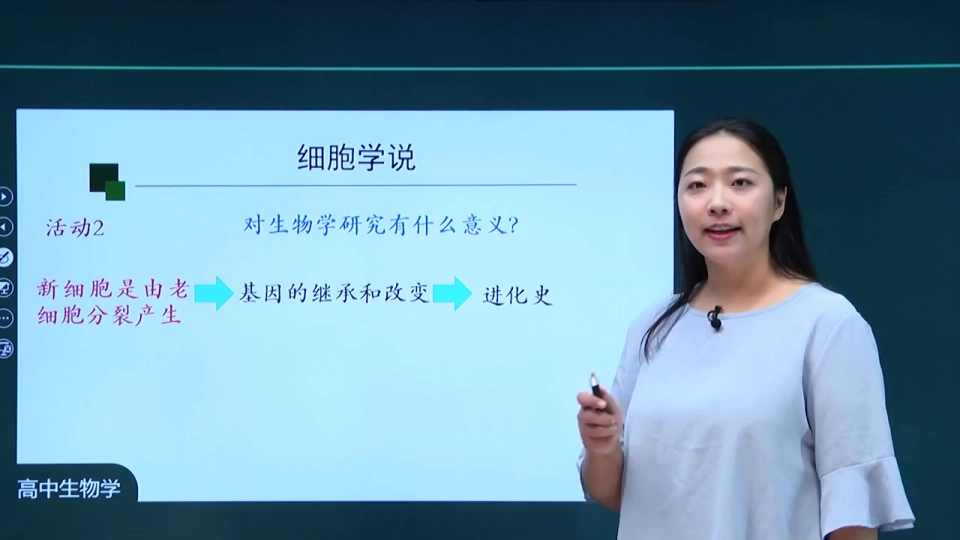 细胞学说
活动2
对生物学研究有什么意义?
新细胞是由老
细胞分裂产生
基因的继承和改变
进化史
高中生物学